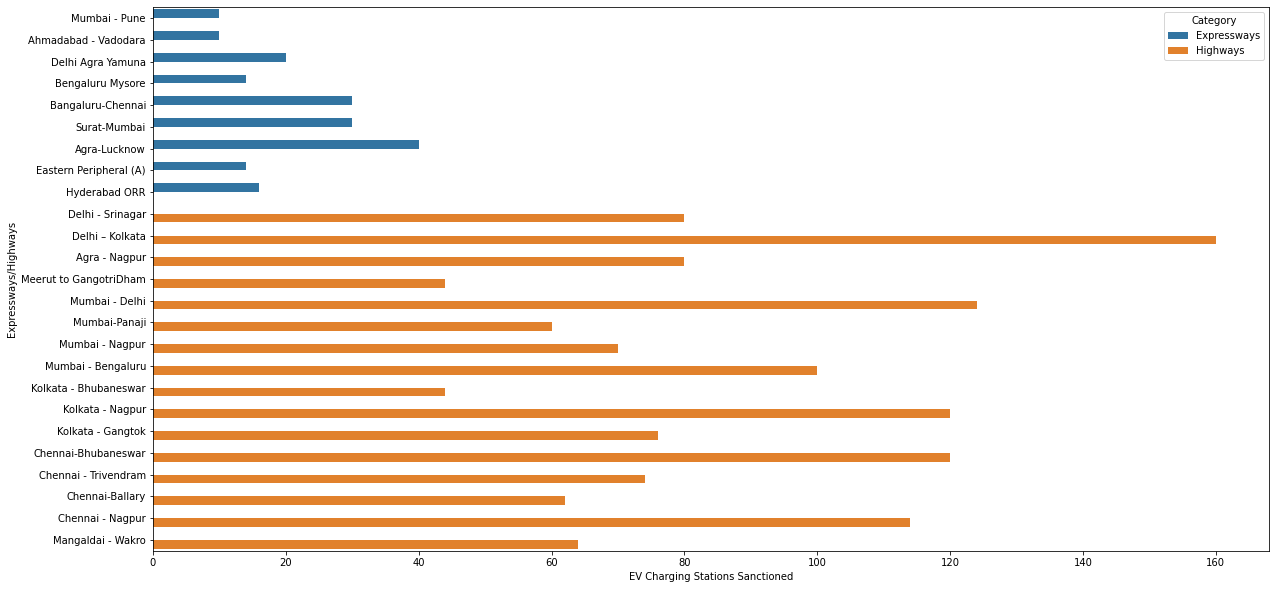 Category
Expressways
Highways
Expressways/Highways
Mumbai - Pune
Ahmadabad - Vadodara
Delhi Agra Yamuna
Bengaluru Mysore
Bangaluru-Chennai
Surat-Mumbai
Agra-Lucknow
Eastern Peripheral (A)
Hyderabad ORR
Delhi - Srinagar
Delhi – Kolkata
Agra - Nagpur
Meerut to GangotriDham
Mumbai - Delhi
Mumbai-Panaji
Mumbai - Nagpur
Mumbai - Bengaluru
Kolkata - Bhubaneswar
Kolkata - Nagpur
Kolkata - Gangtok
Chennai-Bhubaneswar
Chennai - Trivendram
Chennai-Ballary
Chennai - Nagpur
Mangaldai - Wakro
0 20 40 60 80 100 120 140 160
EV Charging Stations Sanctioned